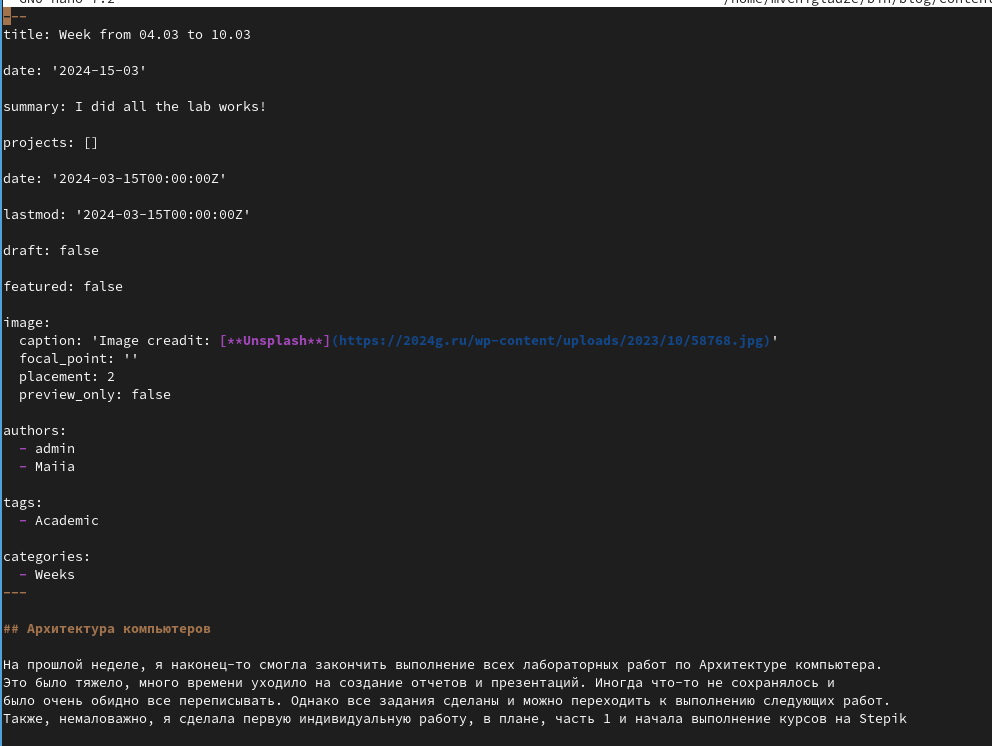 GNU nano 7.2
---
title: Week from 04.03 to 10.03
date: '2024-15-03'
summary: I did all the lab works!
projects: []
date: '2024-03-15T00:00:00Z'
lastmod: '2024-03-15T00:00:00Z'
draft: false
featured: false
image:
  caption: 'Image creadit: [**Unsplash**](https://2024g.ru/wp-content/uploads/2023/10/58768.jpg)'
  focal_point: ''
  placement: 2
  preview_only: false
authors:
  - admin
  - Maiia
tags:
  - Academic
categories:
  - Weeks
---
## Архитектура компьютеров
На прошлой неделе, я наконец-то смогла закончить выполнение всех лабораторных работ по Архитектуре компьютера.
Это было тяжело, много времени уходило на создание отчетов и презентаций. Иногда что-то не сохранялось и
было очень обидно все переписывать. Однако все задания сделаны и можно переходить к выполнению следующих работ.
Также, немаловажно, я сделала первую индивидуальную работу, в плане, часть 1 и начала выполнение курсов на Stepik